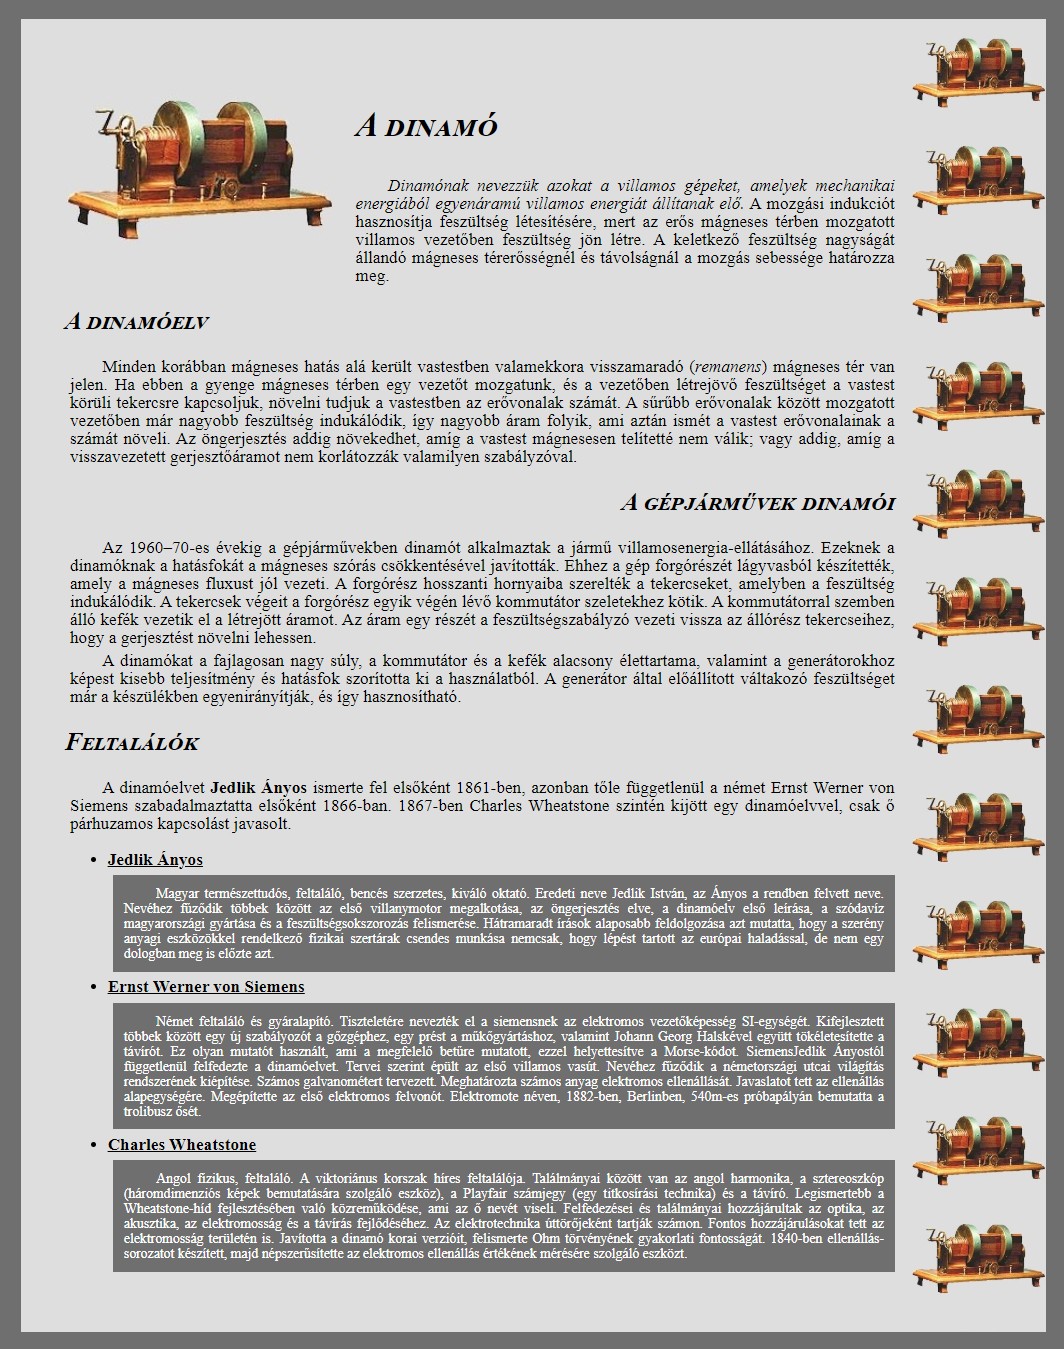 A DINAMÓ
Dinamónak nevezzük azokat a villamos gépeket, amelyek mechanikai
energiából egyenáramú villamos energiát állítanak elő. A mozgási indukciót
hasznosítja feszültség létesítésére, mert az erős mágneses térben mozgatott
villamos vezetőben feszültség jön létre. A keletkező feszültség nagyságát
állandó mágneses térerősségnél és távolságnál a mozgás sebessége határozza
meg.
A DINAMÓELV
Minden korábban mágneses hatás alá került vastestben valamekkora visszamaradó (remanens) mágneses tér van
jelen. Ha ebben a gyenge mágneses térben egy vezetőt mozgatunk, és a vezetőben létrejövő feszültséget a vastest
körüli tekercsre kapcsoljuk, növelni tudjuk a vastestben az erővonalak számát. A sűrűbb erővonalak között mozgatott
vezetőben már nagyobb feszültség indukálódik, így nagyobb áram folyik, ami aztán ismét a vastest erővonalainak a
számát növeli. Az öngerjesztés addig növekedhet, amíg a vastest mágnesesen telítetté nem válik; vagy addig, amíg a
visszavezetett gerjesztőáramot nem korlátozzák valamilyen szabályzóval.
A GÉPJÁRMŰVEK DINAMÓI
Az 1960–70-es évekig a gépjárművekben dinamót alkalmaztak a jármű villamosenergia-ellátásához. Ezeknek a
dinamóknak a hatásfokát a mágneses szórás csökkentésével javították. Ehhez a gép forgórészét lágyvasból készítették,
amely a mágneses fluxust jól vezeti. A forgórész hosszanti hornyaiba szerelték a tekercseket, amelyben a feszültség
indukálódik. A tekercsek végeit a forgórész egyik végén lévő kommutátor szeletekhez kötik. A kommutátorral szemben
álló kefék vezetik el a létrejött áramot. Az áram egy részét a feszültségszabályzó vezeti vissza az állórész tekercseihez,
hogy a gerjesztést növelni lehessen.
A dinamókat a fajlagosan nagy súly, a kommutátor és a kefék alacsony élettartama, valamint a generátorokhoz
képest kisebb teljesítmény és hatásfok szorította ki a használatból. A generátor által előállított váltakozó feszültséget
már a készülékben egyenirányítják, és így hasznosítható.
FELTALÁLÓK
A dinamóelvet Jedlik Ányos ismerte fel elsőként 1861-ben, azonban tőle függetlenül a német Ernst Werner von
Siemens szabadalmaztatta elsőként 1866-ban. 1867-ben Charles Wheatstone szintén kijött egy dinamóelvvel, csak ő
párhuzamos kapcsolást javasolt.
• Jedlik Ányos
Magyar természettudós, feltaláló, bencés szerzetes, kiváló oktató. Eredeti neve Jedlik István, az Ányos a rendben felvett neve.
Nevéhez fűződik többek között az első villanymotor megalkotása, az öngerjesztés elve, a dinamóelv első leírása, a szódavíz
magyarországi gyártása és a feszültségsokszorozás felismerése. Hátramaradt írások alaposabb feldolgozása azt mutatta, hogy a szerény
anyagi eszközökkel rendelkező fizikai szertárak csendes munkása nemcsak, hogy lépést tartott az európai haladással, de nem egy
dologban meg is előzte azt.
• Ernst Werner von Siemens
Német feltaláló és gyáralapító. Tiszteletére nevezték el a siemensnek az elektromos vezetőképesség SI-egységét. Kifejlesztett
többek között egy új szabályozót a gőzgéphez, egy prést a műkőgyártáshoz, valamint Johann Georg Halskével együtt tökéletesítette a
távírót. Ez olyan mutatót használt, ami a megfelelő betűre mutatott, ezzel helyettesítve a Morse-kódot. SiemensJedlik Ányostól
függetlenül felfedezte a dinamóelvet. Tervei szerint épült az első villamos vasút. Nevéhez fűződik a németországi utcai világítás
rendszerének kiépítése. Számos galvanométert tervezett. Meghatározta számos anyag elektromos ellenállását. Javaslatot tett az ellenállás
alapegységére. Megépítette az első elektromos felvonót. Elektromote néven, 1882-ben, Berlinben, 540m-es próbapályán bemutatta a
trolibusz ősét.
• Charles Wheatstone
Angol fizikus, feltaláló. A viktoriánus korszak híres feltalálója. Találmányai között van az angol harmonika, a sztereoszkóp
(háromdimenziós képek bemutatására szolgáló eszköz), a Playfair számjegy (egy titkosírási technika) és a távíró. Legismertebb a
Wheatstone-híd fejlesztésében való közreműködése, ami az ő nevét viseli. Felfedezései és találmányai hozzájárultak az optika, az
akusztika, az elektromosság és a távírás fejlődéséhez. Az elektrotechnika úttörőjeként tartják számon. Fontos hozzájárulásokat tett az
elektromosság területén is. Javította a dinamó korai verzióit, felismerte Ohm törvényének gyakorlati fontosságát. 1840-ben ellenállás-
sorozatot készített, majd népszerűsítette az elektromos ellenállás értékének mérésére szolgáló eszközt.